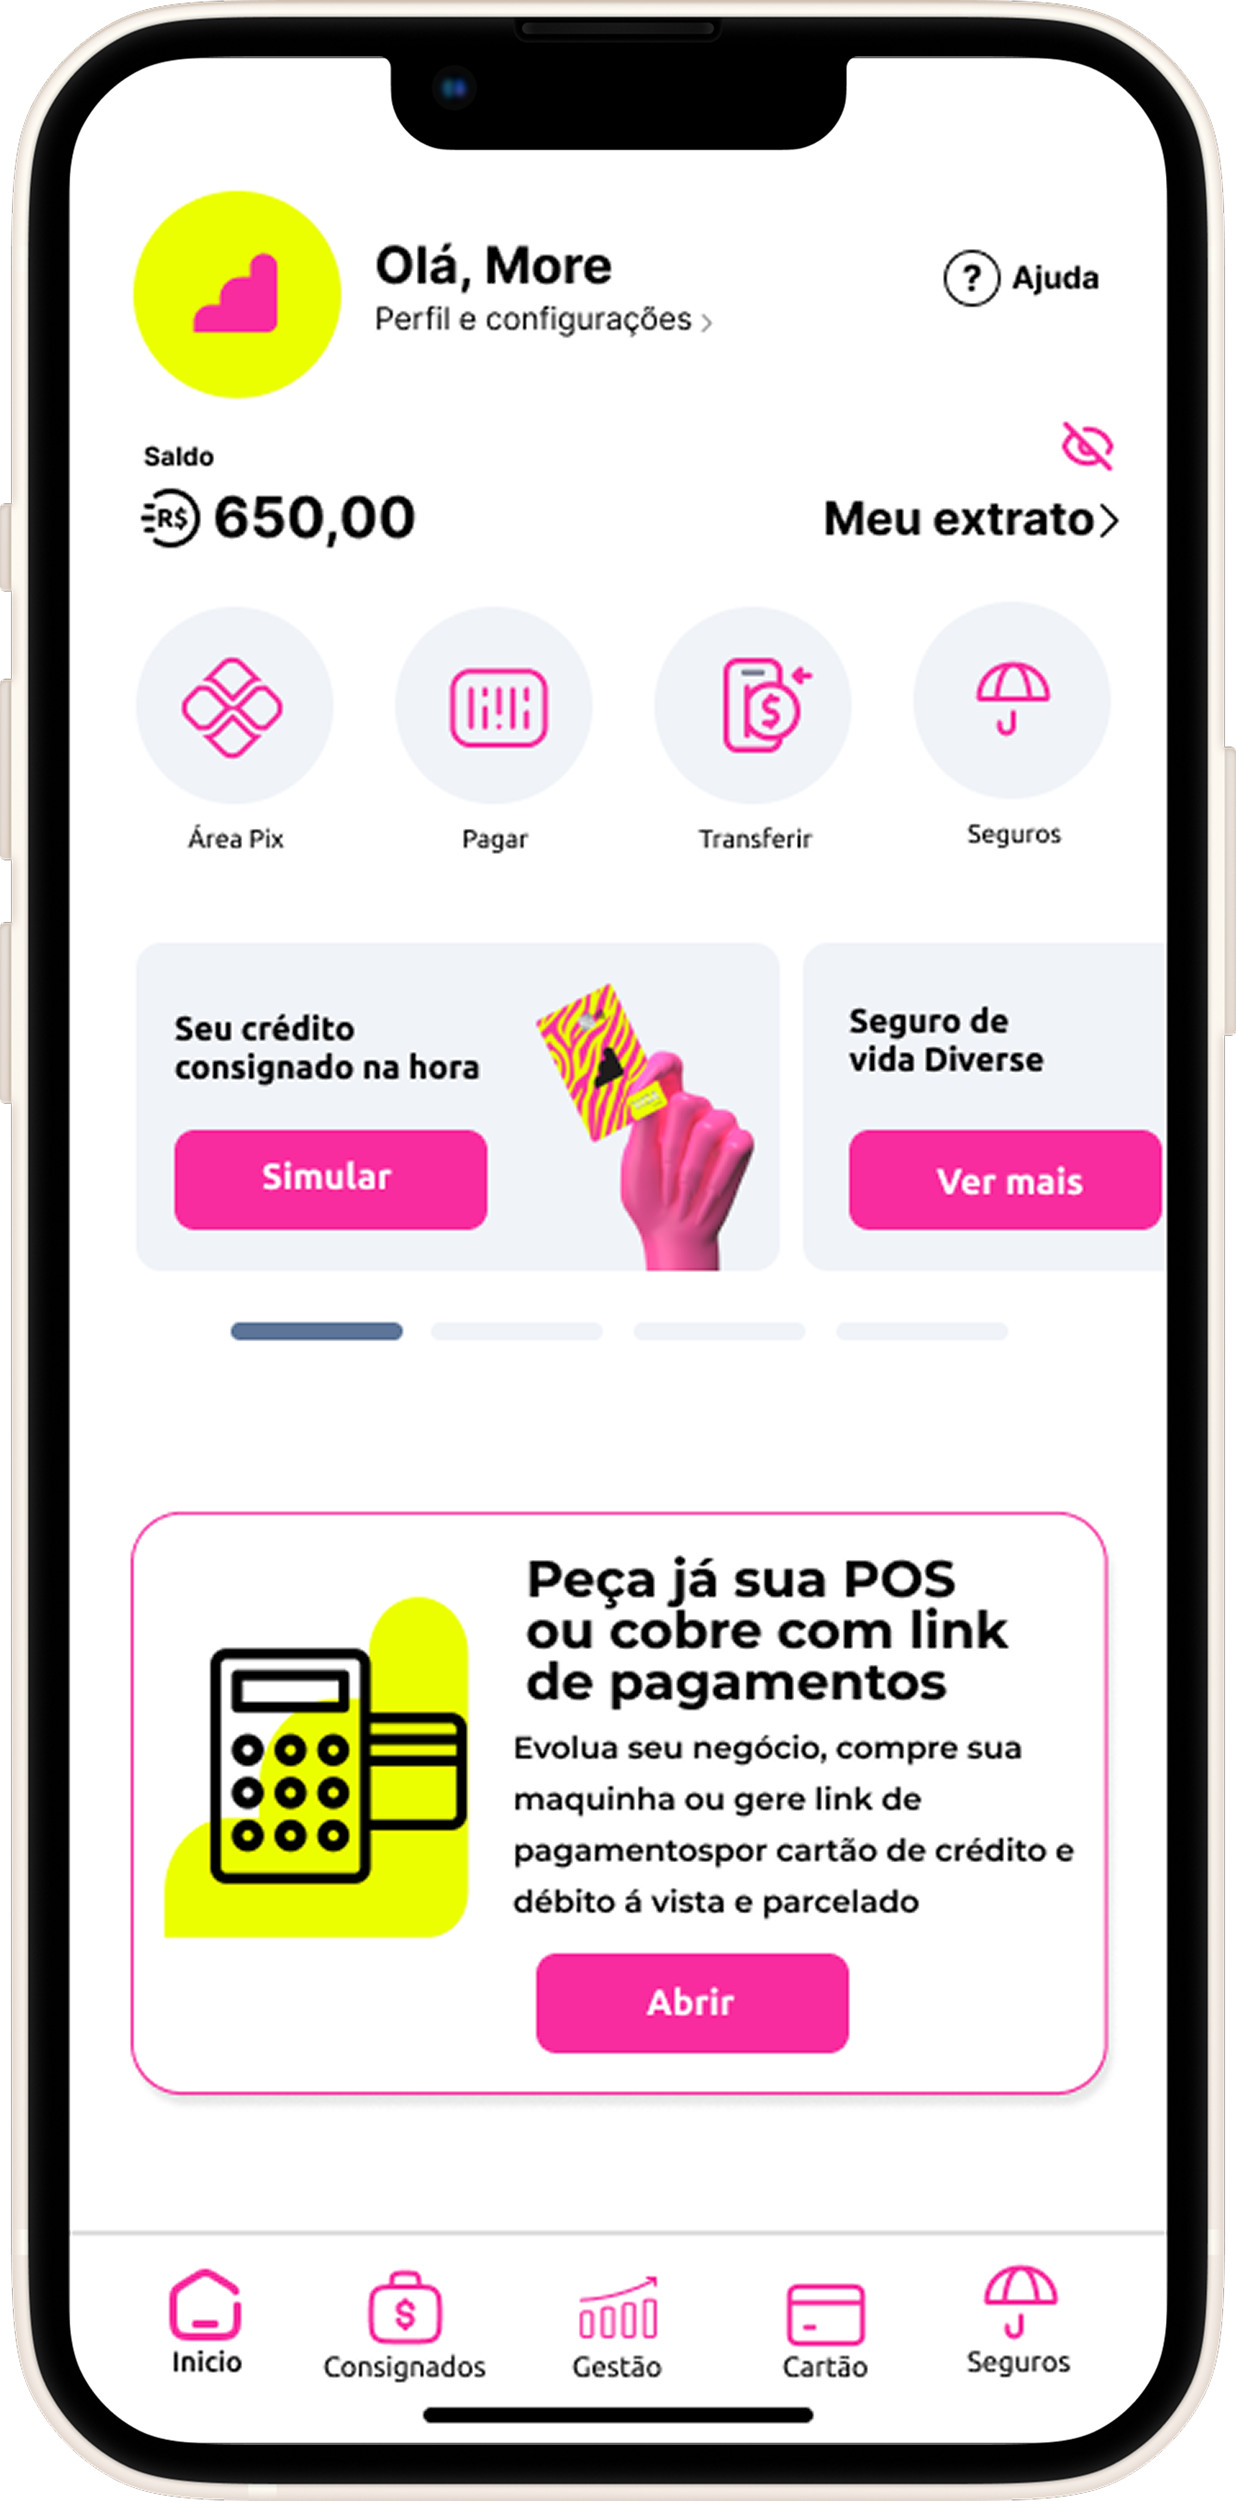 Olá, More
Perfil e configurações
? Ajuda
Saldo
R$ 650,00
Meu extrato
Área Pix
Pagar
Transferir
Seguros
Seu crédito
consignado na hora
Simular
Seguro de
vida Diverse
Ver mais
Peça já sua POS
ou cobre com link
de pagamentos
Evolua seu negócio, compre sua
maquinha ou gere link de
pagamentospor cartão de crédito e
débito á vista e parcelado
Abrir
Inicio
Consignados
Gestão
Cartão
Seguros